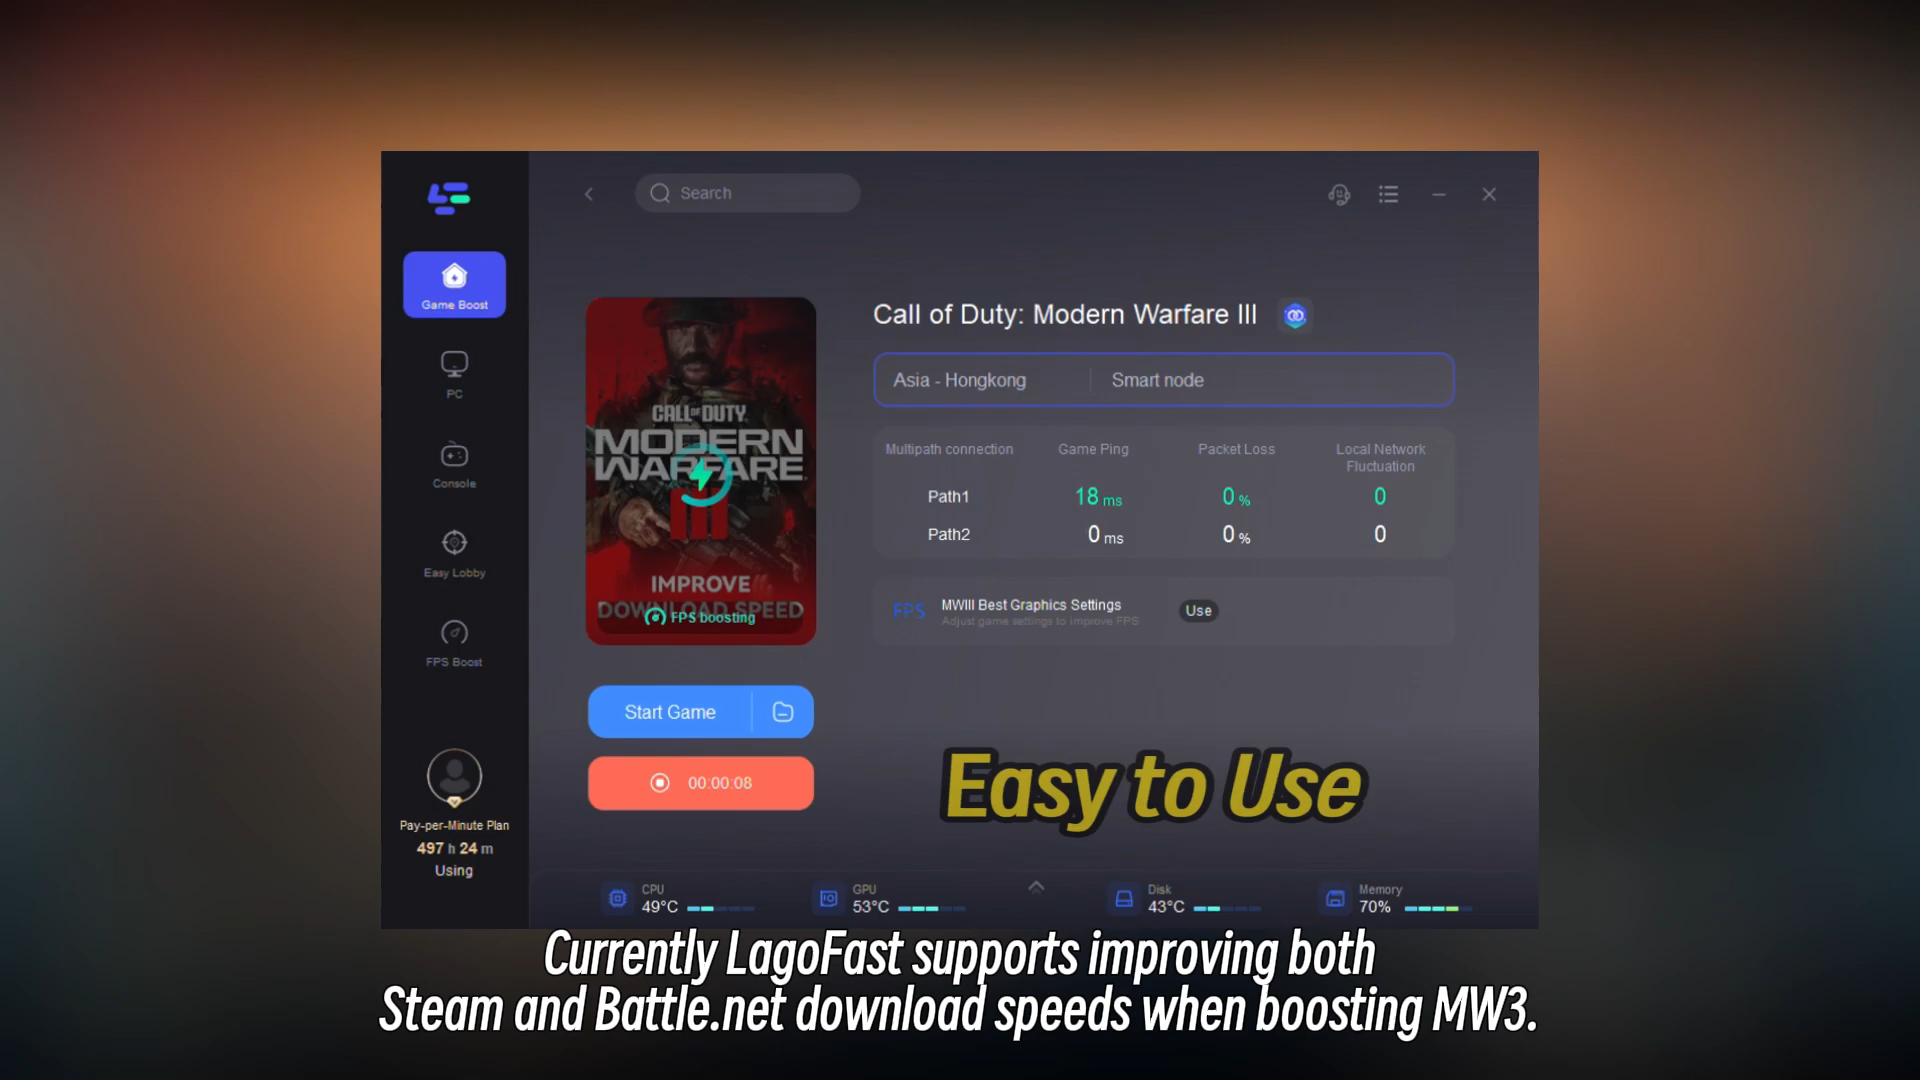 Search
Game Boost
PC
Console
Easy Lobby
FPS Boost
Pay-per-Minute Plan
497 h 24 m
Using
CALL OF DUTY
MODERN
WARFARE
III
IMPROVE
DOWNLOAD SPEED
FPS boosting
Start Game
00:00:08
Call of Duty: Modern Warfare III
Asia - Hongkong Smart node
Multipath connection Game Ping Packet Loss Local Network
Fluctuation
Path1 18 ms 0 % 0
Path2 0 ms 0 % 0
FPS MWIII Best Graphics Settings Use
Adjust game settings to improve FPS
Easy to Use
CPU GPU Disk Memory
49°C 53°C 43°C 70%
Currently LagoFast supports improving both
Steam and Battle.net download speeds when boosting MW3.